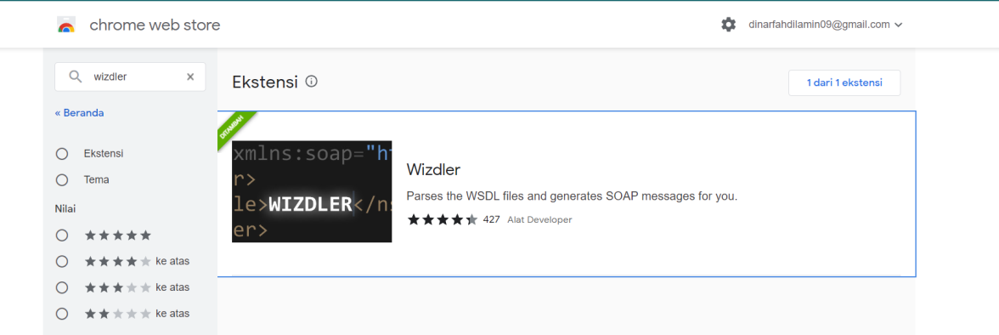 chrome web store
dinarfahdilamin09@gmail.com
wizdler
x
Ekstensi
1 dari 1 ekstensi
« Beranda
Ekstensi
Tema
Nilai
ke atas
ke atas
ke atas
DITAMBAH
xmlns:soap="ht
r>
le>WIZDLER</n
er>
Wizdler
Parses the WSDL files and generates SOAP messages for you.
427 Alat Developer